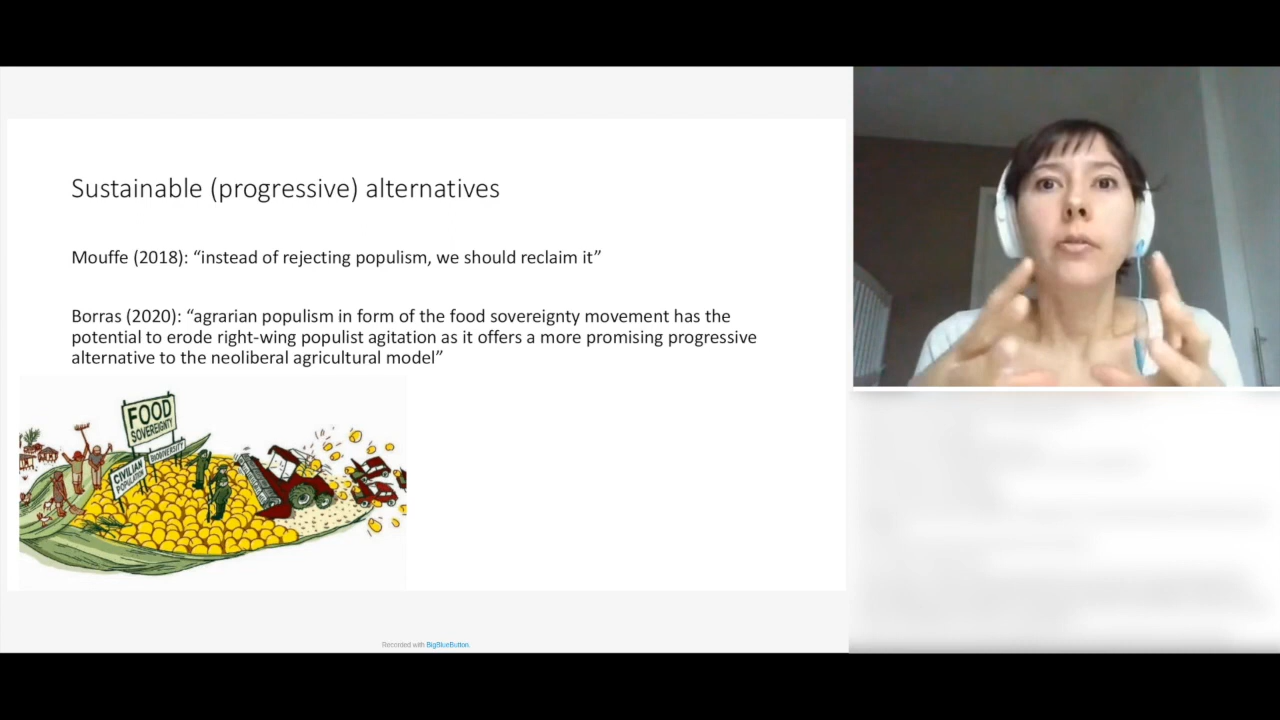 Sustainable (progressive) alternatives
Mouffe (2018): “instead of rejecting populism, we should reclaim it”
Borras (2020): “agrarian populism in form of the food sovereignty movement has the
potential to erode right-wing populist agitation as it offers a more promising progressive
alternative to the neoliberal agricultural model”
FOOD
SOVEREIGNTY
BIODIVERSITY
CIVILIAN
POPULATION
Recorded with BigBlueButton